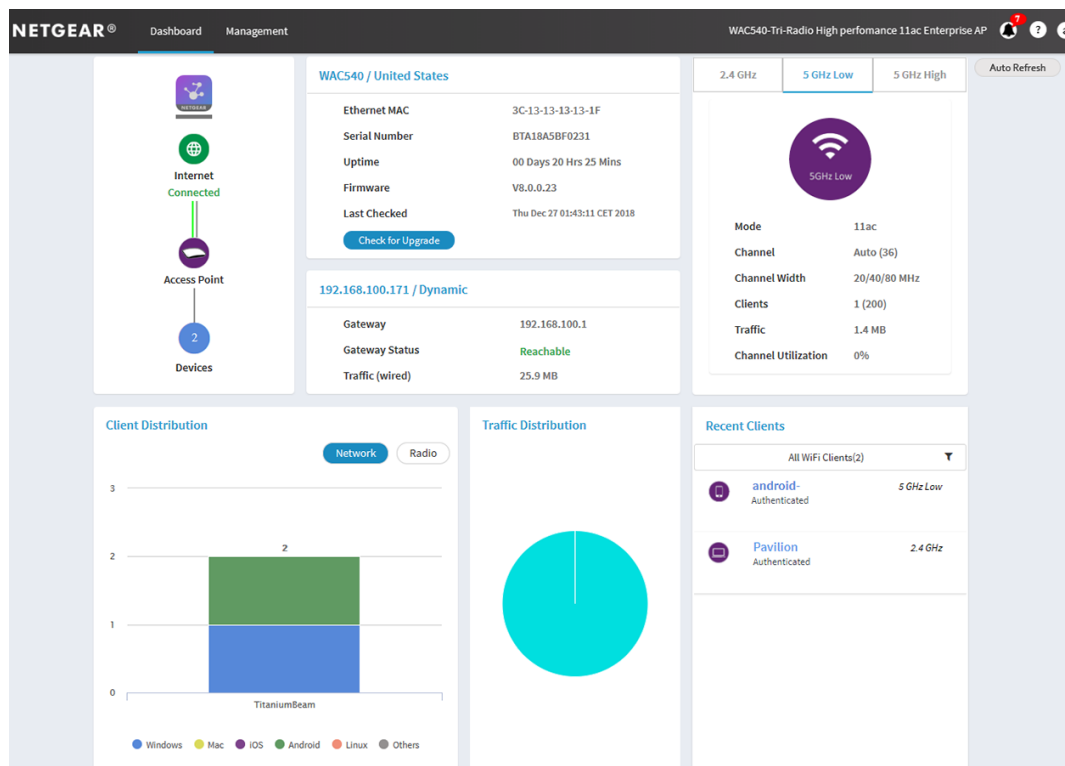 NETGEAR® Dashboard Management WAC540-Tri-Radio High perfomance 11ac Enterprise AP 7 ?
Auto Refresh
NETGEAR
Internet
Connected
Access Point
2
Devices
WAC540 / United States
Ethernet MAC 3C-13-13-13-13-1F
Serial Number BTA18A5BF0231
Uptime 00 Days 20 Hrs 25 Mins
Firmware V8.0.0.23
Last Checked Thu Dec 27 01:43:11 CET 2018
Check for Upgrade
192.168.100.171 / Dynamic
Gateway 192.168.100.1
Gateway Status Reachable
Traffic (wired) 25.9 MB
2.4 GHz 5 GHz Low 5 GHz High
5GHz Low
Mode 11ac
Channel Auto (36)
Channel Width 20/40/80 MHz
Clients 1 (200)
Traffic 1.4 MB
Channel Utilization 0%
Client Distribution
Network Radio
3
2
2
1
0
TitaniumBeam
Windows Mac iOS Android Linux Others
Traffic Distribution
Recent Clients
All WiFi Clients(2)
android- 5 GHz Low
Authenticated
Pavilion 2.4 GHz
Authenticated